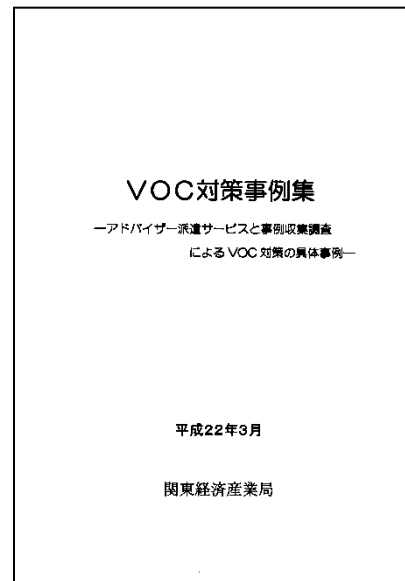 VOC対策事例集
―アドバイザー派遣サービスと事例収集調査
によるVOC対策の具体事例―
平成22年3月
関東経済産業局